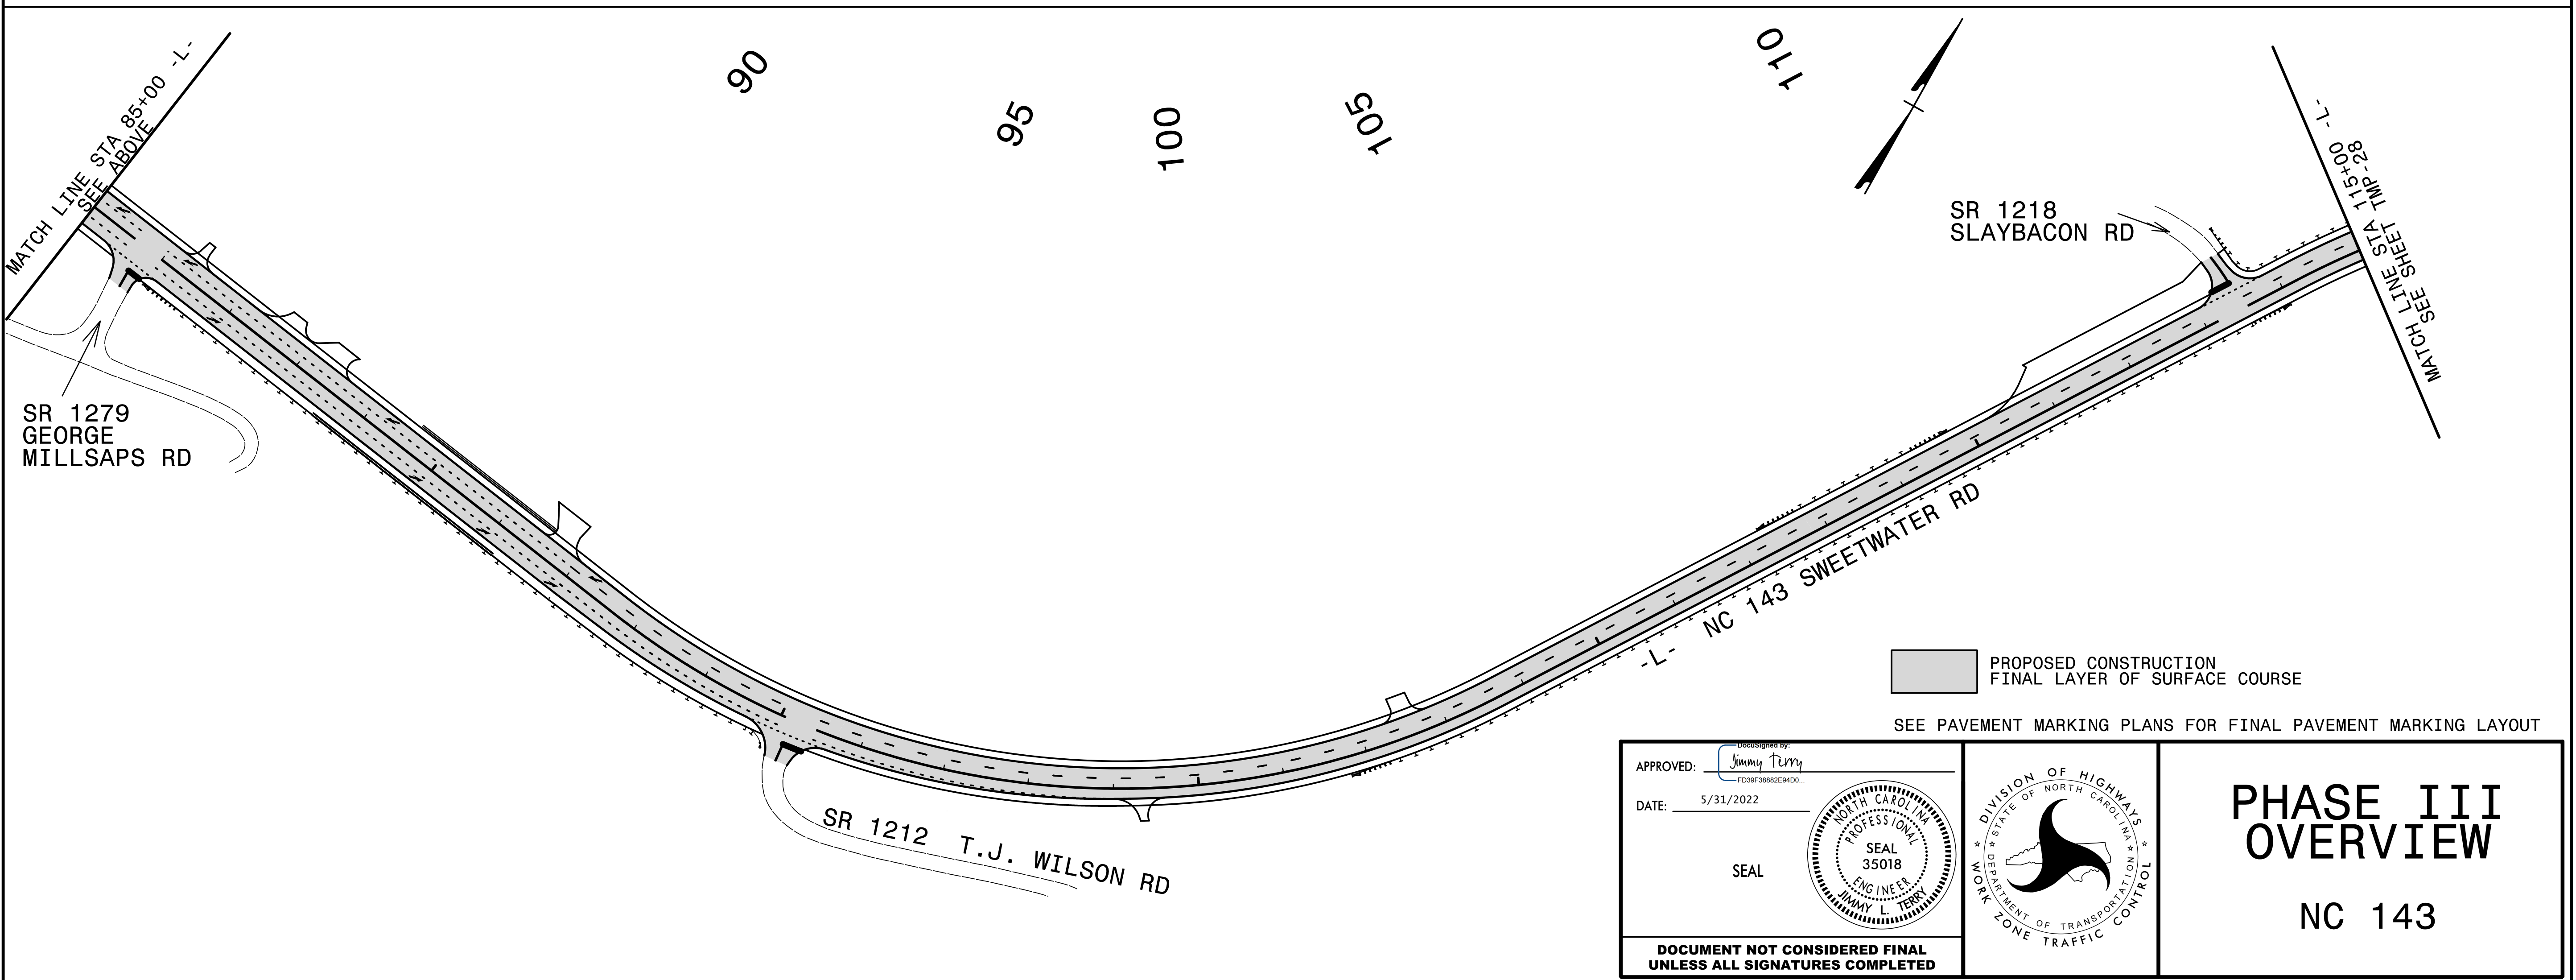 MATCH LINE STA 85+00 -L-
SEE ABOVE
90
95
100
105
110
SR 1218
SLAYBACON RD
MATCH LINE STA 115+00 -L-
SEE SHEET TMP-28
SR 1279
GEORGE
MILLSAPS RD
-L- NC 143 SWEETWATER RD
SR 1212 T.J. WILSON RD
PROPOSED CONSTRUCTION
FINAL LAYER OF SURFACE COURSE
SEE PAVEMENT MARKING PLANS FOR FINAL PAVEMENT MARKING LAYOUT
APPROVED:
DocuSigned by:
Jimmy Terry
FD39F38882E94D0...
DATE: 5/31/2022
SEAL
NORTH CAROLINA
PROFESSIONAL
SEAL
35018
ENGINEER
JIMMY L. TERRY
DOCUMENT NOT CONSIDERED FINAL
UNLESS ALL SIGNATURES COMPLETED
DIVISION OF HIGHWAYS
STATE OF NORTH CAROLINA
DEPARTMENT OF TRANSPORTATION
WORK ZONE TRAFFIC CONTROL
PHASE III
OVERVIEW
NC 143